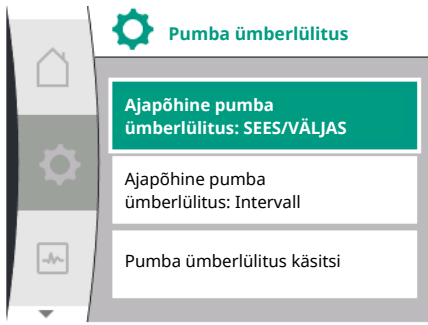 Pumba ümberlülitus
Ajapõhine pumba
ümberlülitus: SEES/VÄLJAS
Ajapõhine pumba
ümberlülitus: Intervall
Pumba ümberlülitus käsitsi